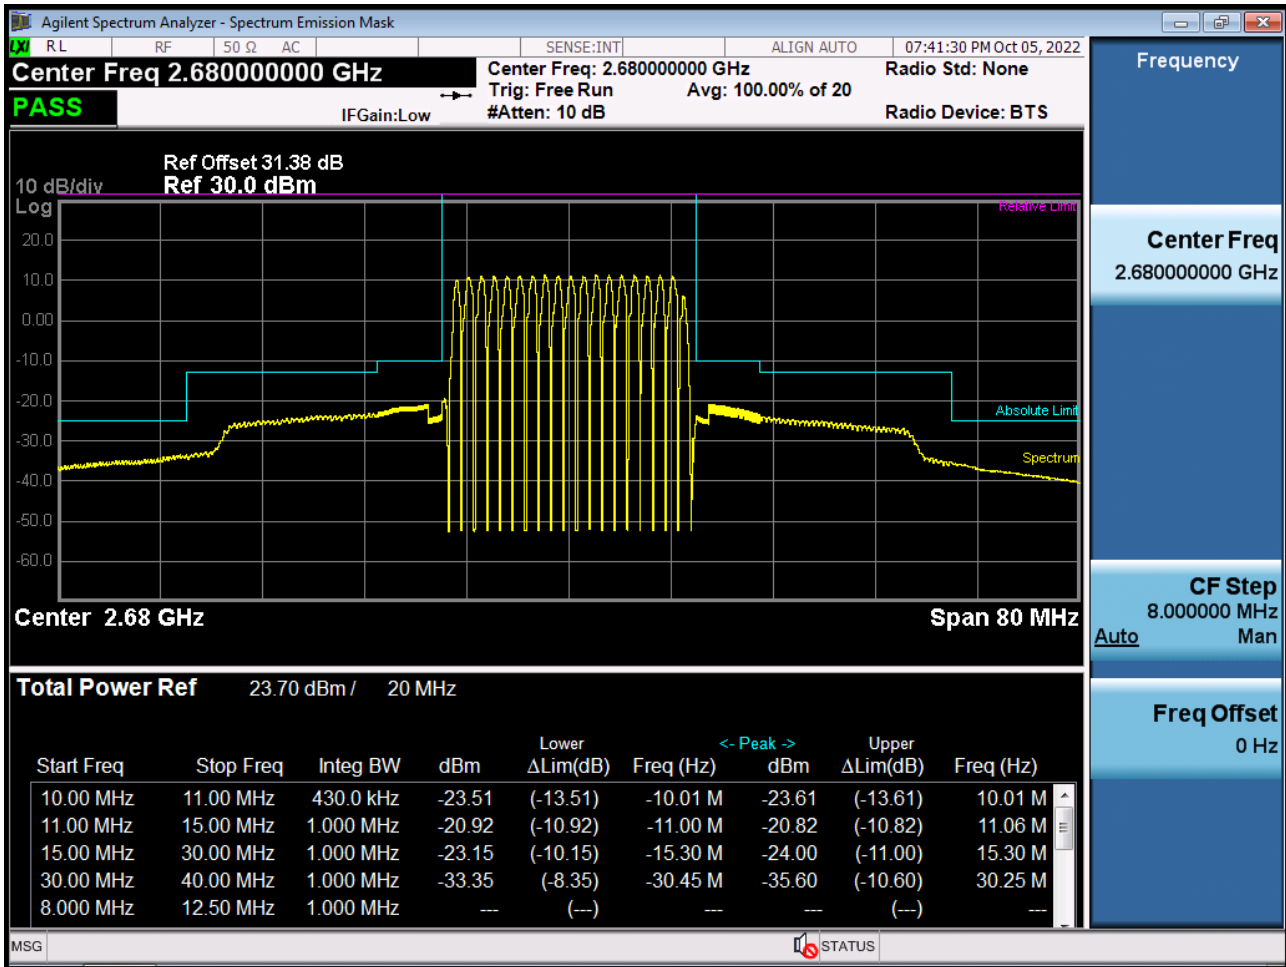 Agilent Spectrum Analyzer - Spectrum Emission Mask
LXI RL RF 50 Ω AC SENSE:INT ALIGN AUTO 07:41:30 PM Oct 05, 2022
Center Freq 2.680000000 GHz
Center Freq: 2.680000000 GHz Radio Std: None
Trig: Free Run Avg: 100.00% of 20
PASS
IFGain:Low #Atten: 10 dB Radio Device: BTS
Ref Offset 31.38 dB
10 dB/div Ref 30.0 dBm
Log
Relative Limit
20.0
10.0
0.00
-10.0
-20.0
Absolute Limit
-30.0
Spectrum
-40.0
-50.0
-60.0
Center 2.68 GHz Span 80 MHz
Total Power Ref 23.70 dBm / 20 MHz
Lower <- Peak -> Upper
Start Freq Stop Freq Integ BW dBm ΔLim(dB) Freq (Hz) dBm ΔLim(dB) Freq (Hz)
10.00 MHz 11.00 MHz 430.0 kHz -23.51 (-13.51) -10.01 M -23.61 (-13.61) 10.01 M
11.00 MHz 15.00 MHz 1.000 MHz -20.92 (-10.92) -11.00 M -20.82 (-10.82) 11.06 M
15.00 MHz 30.00 MHz 1.000 MHz -23.15 (-10.15) -15.30 M -24.00 (-11.00) 15.30 M
30.00 MHz 40.00 MHz 1.000 MHz -33.35 (-8.35) -30.45 M -35.60 (-10.60) 30.25 M
8.000 MHz 12.50 MHz 1.000 MHz --- (---) --- --- (---) ---
MSG STATUS
Frequency
Center Freq
2.680000000 GHz
CF Step
8.000000 MHz
Auto Man
Freq Offset
0 Hz